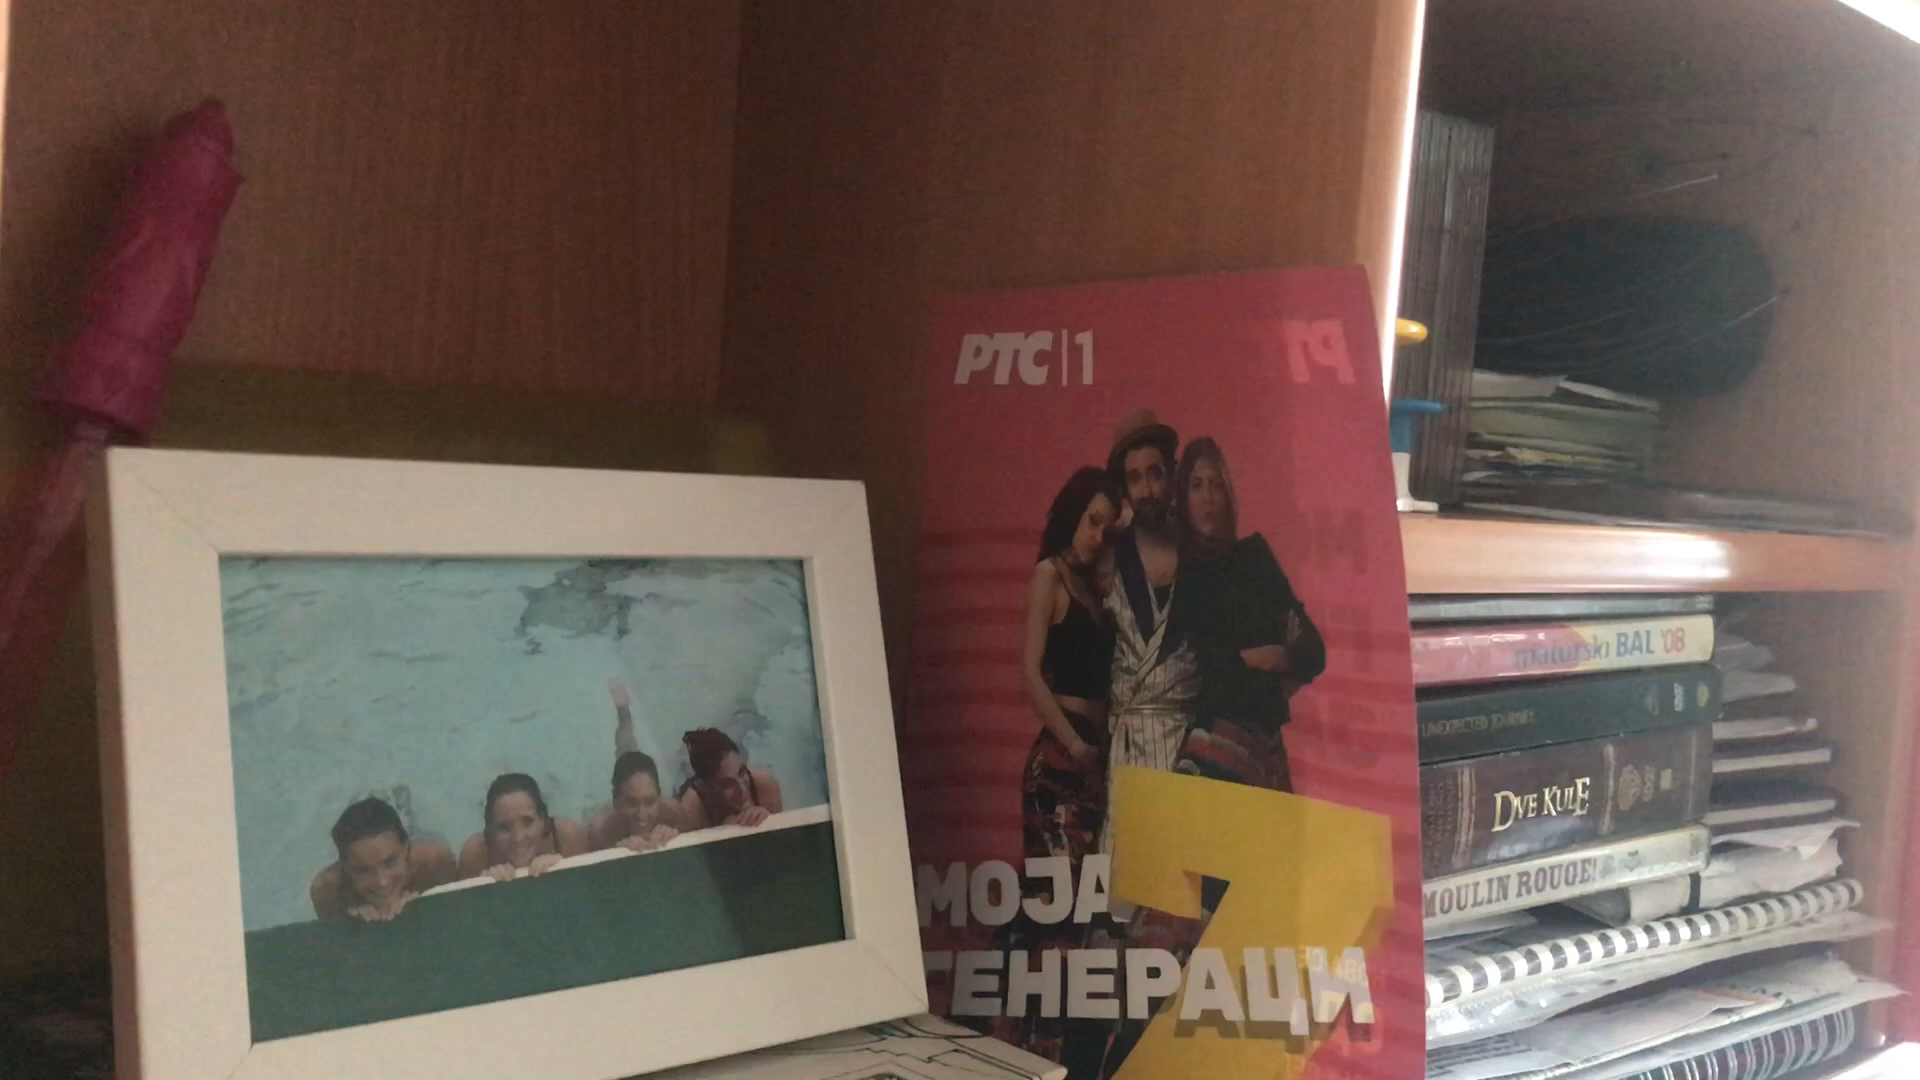 РТС|1
МОЈА
ГЕНЕРАЦИ
maturski BAL '08
UNEXPECTED JOURNEY
DVE KULE
MOULIN ROUGE!